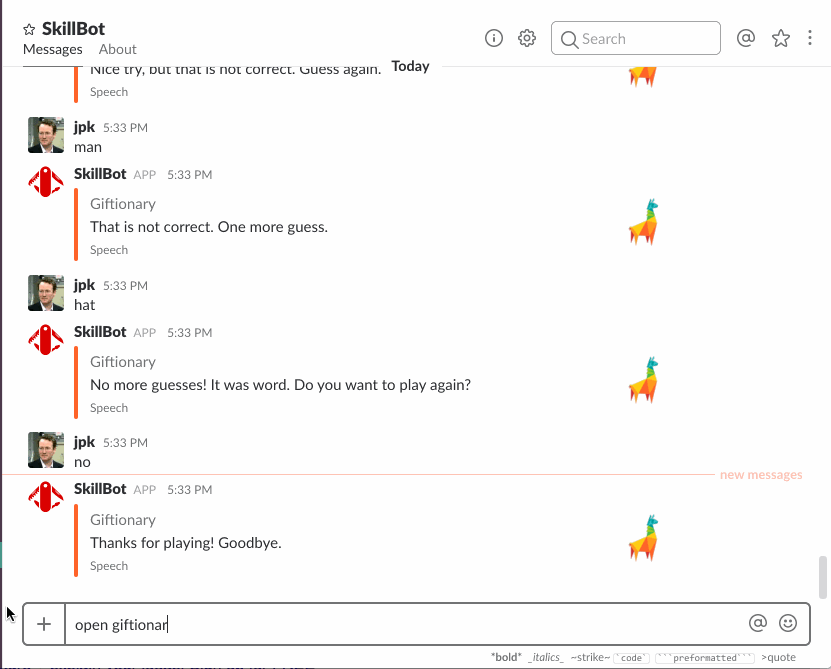 SkillBot
Messages About
Search
Nice try, but that is not correct. Guess again.
Today
Speech
jpk 5:33 PM
man
SkillBot APP 5:33 PM
Giftionary
That is not correct. One more guess.
Speech
jpk 5:33 PM
hat
SkillBot APP 5:33 PM
Giftionary
No more guesses! It was word. Do you want to play again?
Speech
jpk 5:33 PM
no
new messages
SkillBot APP 5:33 PM
Giftionary
Thanks for playing! Goodbye.
Speech
open giftionar
*bold* _italics_ ~strike~ `code` ```preformatted``` >quote